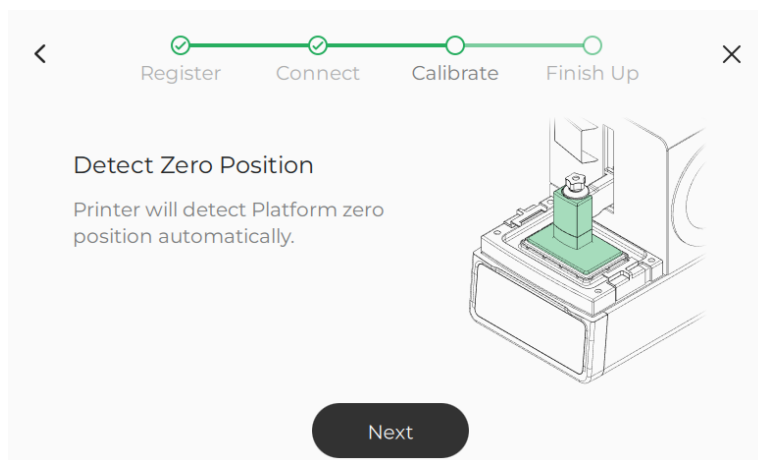 Register
Connect
Calibrate
Finish Up
Detect Zero Position
Printer will detect Platform zero
position automatically.
Next